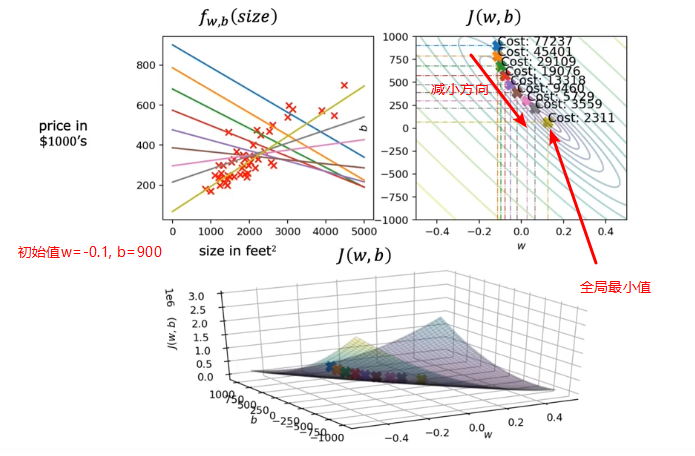 f_{w,b}(size)
J(w, b)
800
600
400
200
0
1000
2000
3000
4000
5000
price in
$1000's
size in feet²
b
1000
750
500
250
0
−250
−500
−750
−1000
−0.4
−0.2
0.0
0.2
0.4
w
Cost: 77237
Cost: 45401
Cost: 29109
Cost: 19076
Cost: 13318
Cost: 9460
Cost: 5729
Cost: 3559
Cost: 2311
减小方向
初始值w=-0.1, b=900
全局最小值
J(w, b)
1e6
J(w, b)
3.0
2.5
2.0
1.5
1.0
0.5
0.0
1000
750
500
250
0
−250
−500
−750
−1000
b
−0.4
−0.2
0.0
0.2
0.4
w